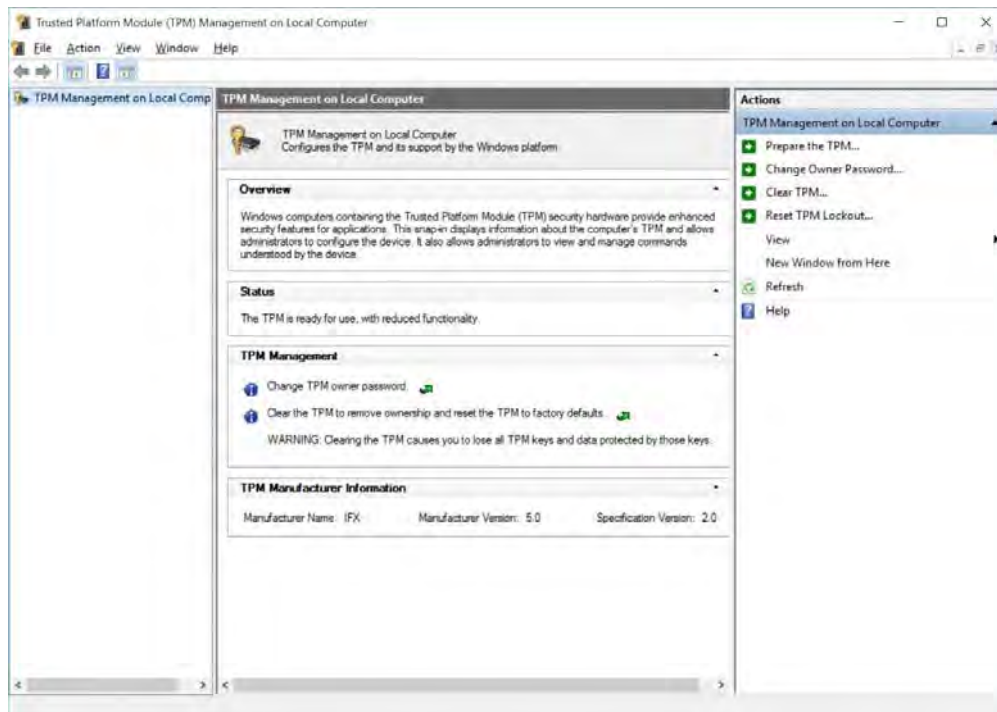 Trusted Platform Module (TPM) Management on Local Computer
File Action View Window Help
TPM Management on Local Comp
TPM Management on Local Computer
TPM Management on Local Computer
Configures the TPM and its support by the Windows platform
Overview
Windows computers containing the Trusted Platform Module (TPM) security hardware provide enhanced
security features for applications. This snap-in displays information about the computer's TPM and allows
administrators to configure the device. It also allows administrators to view and manage commands
understood by the device.
Status
The TPM is ready for use, with reduced functionality.
TPM Management
Change TPM owner password.
Clear the TPM to remove ownership and reset the TPM to factory defaults.
WARNING: Clearing the TPM causes you to lose all TPM keys and data protected by those keys.
TPM Manufacturer Information
Manufacturer Name: IFX Manufacturer Version: 5.0 Specification Version: 2.0
Actions
TPM Management on Local Computer
Prepare the TPM...
Change Owner Password...
Clear TPM...
Reset TPM Lockout...
View
New Window from Here
Refresh
Help